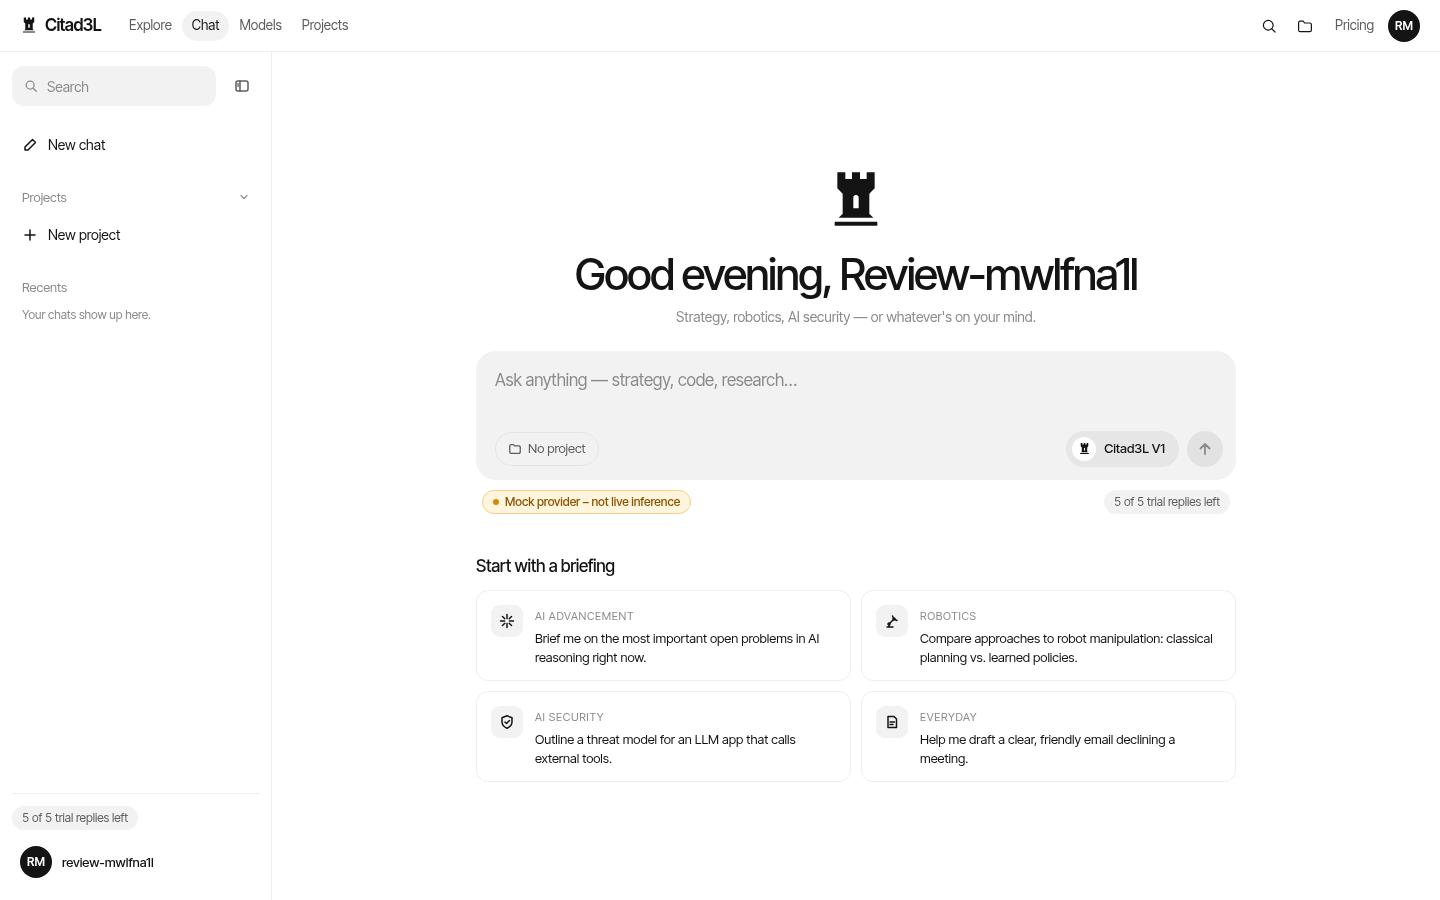 Citad3L
Explore
Chat
Models
Projects
Pricing
RM
Search
New chat
Projects
New project
Recents
Your chats show up here.
5 of 5 trial replies left
RM
review-mwlfna1l
Good evening, Review-mwlfna1l
Strategy, robotics, AI security — or whatever's on your mind.
Ask anything — strategy, code, research...
No project
Citad3L V1
Mock provider – not live inference
5 of 5 trial replies left
Start with a briefing
AI ADVANCEMENT
Brief me on the most important open problems in AI
reasoning right now.
ROBOTICS
Compare approaches to robot manipulation: classical
planning vs. learned policies.
AI SECURITY
Outline a threat model for an LLM app that calls
external tools.
EVERYDAY
Help me draft a clear, friendly email declining a
meeting.